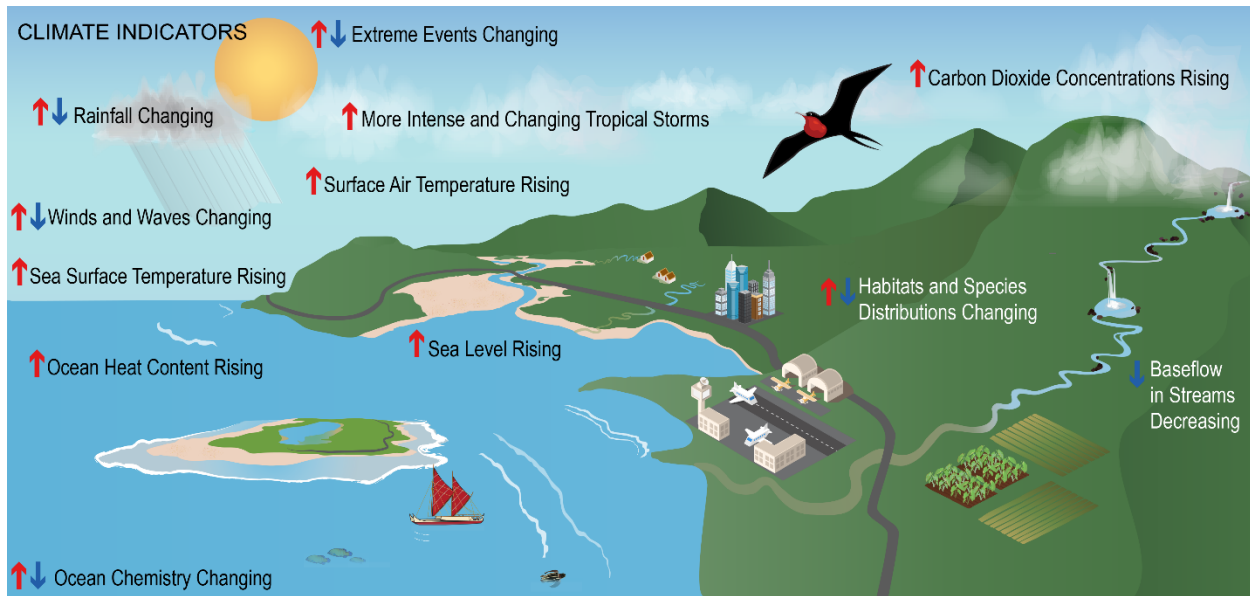 CLIMATE INDICATORS
Extreme Events Changing
Carbon Dioxide Concentrations Rising
Rainfall Changing
More Intense and Changing Tropical Storms
Surface Air Temperature Rising
Winds and Waves Changing
Sea Surface Temperature Rising
Habitats and Species
Distributions Changing
Sea Level Rising
Ocean Heat Content Rising
Baseflow
in Streams
Decreasing
Ocean Chemistry Changing